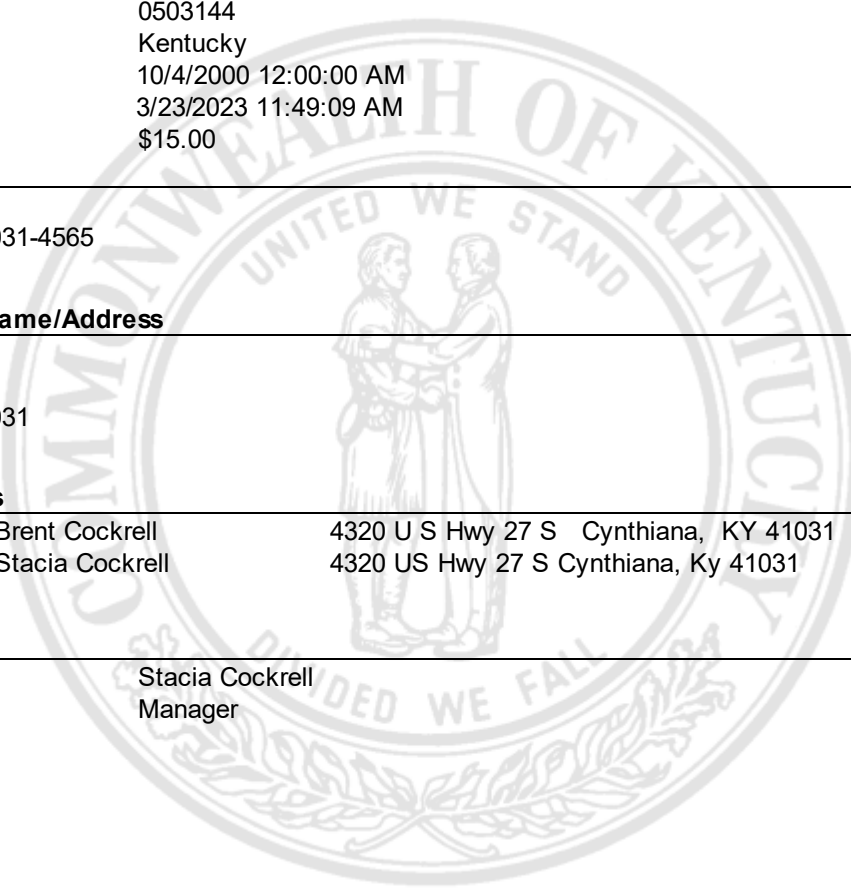 0503144
Kentucky
10/4/2000 12:00:00 AM
3/23/2023 11:49:09 AM
$15.00
COMMONWEALTH OF KENTUCKY
UNITED WE STAND
031-4565
ame/Address
031
s
Brent Cockrell 4320 U S Hwy 27 S Cynthiana, KY 41031
Stacia Cockrell 4320 US Hwy 27 S Cynthiana, Ky 41031
DIVIDED WE FALL
Stacia Cockrell
Manager